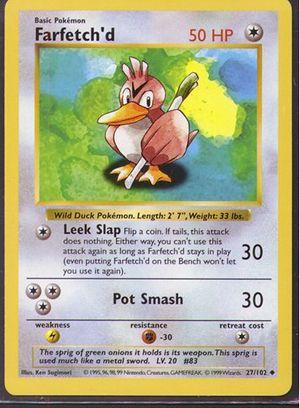 Basic Pokémon
Farfetch'd 50 HP
Wild Duck Pokémon. Length: 2' 7", Weight: 33 lbs.
Leek Slap Flip a coin. If tails, this attack
does nothing. Either way, you can't use this
attack again as long as Farfetch'd stays in play
(even putting Farfetch'd on the Bench won't let
you use it again).
30
Pot Smash 30
weakness resistance retreat cost
-30
The sprig of green onions it holds is its weapon. This sprig is
used much like a metal sword. LV. 20 #83
Illus. Ken Sugimori © 1995, 96, 98, 99 Nintendo, Creatures, GAMEFREAK. © 1999 Wizards. 27/102